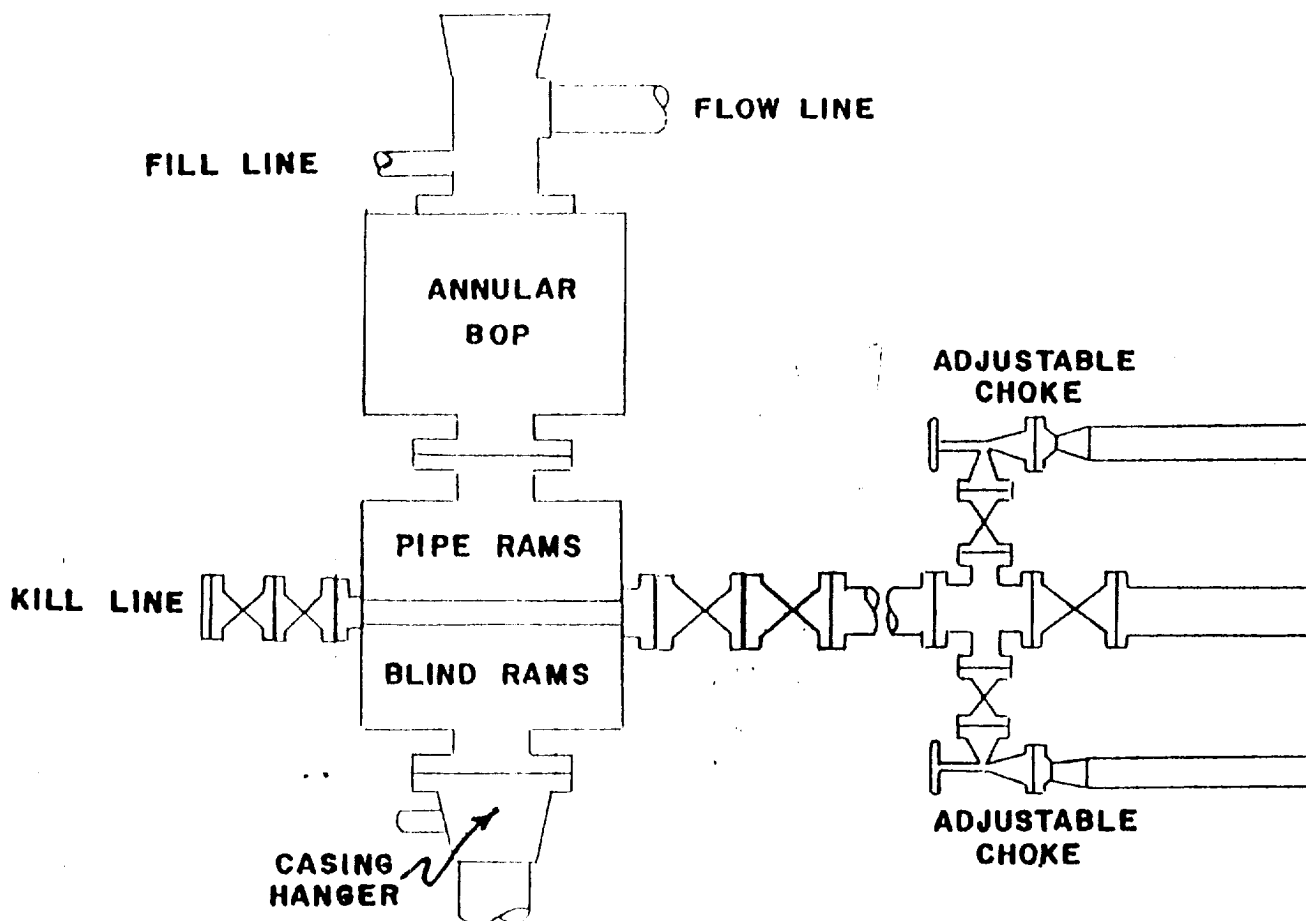 FLOW LINE
FILL LINE
ANNULAR
BOP
ADJUSTABLE
CHOKE
PIPE RAMS
KILL LINE
BLIND RAMS
ADJUSTABLE
CHOKE
CASING
HANGER